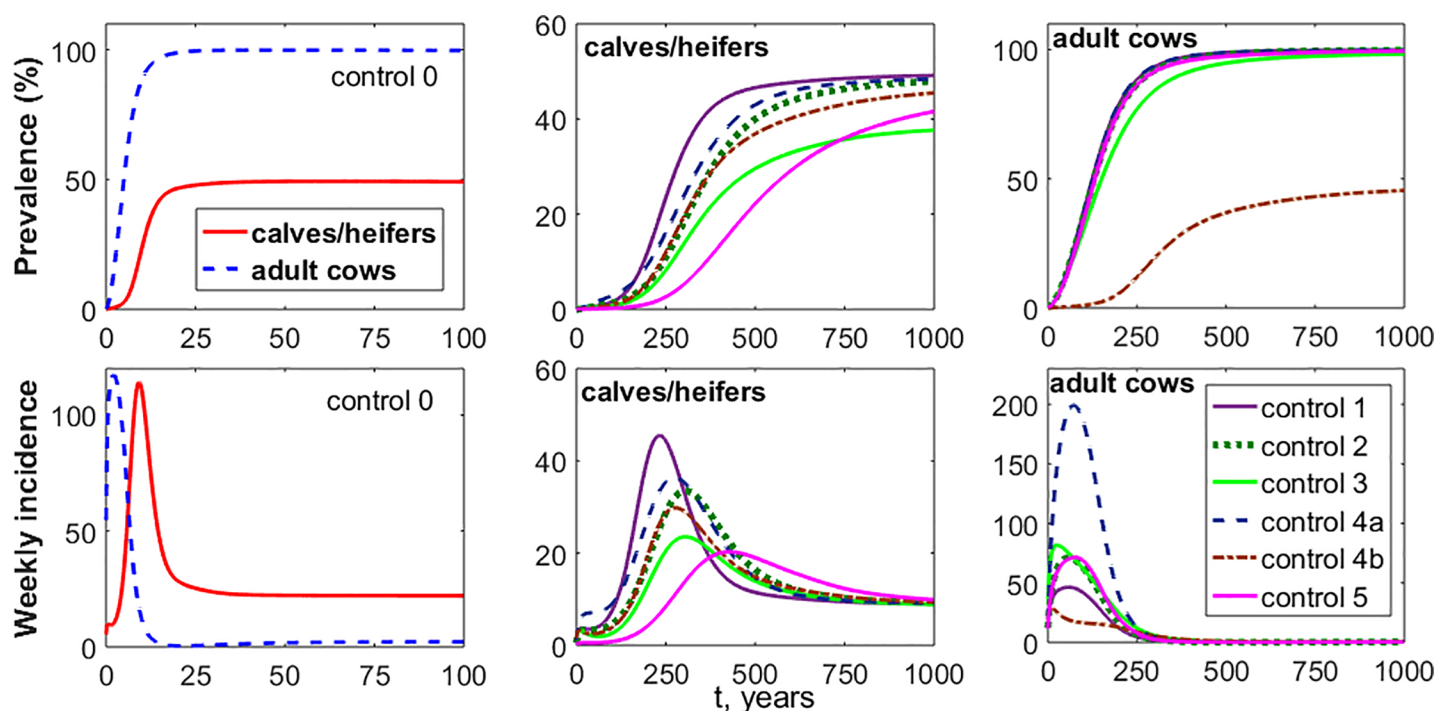 Prevalence (%)
100
50
0
control 0
calves/heifers
adult cows
0 25 50 75 100
60
40
20
0
calves/heifers
0 250 500 750 1000
100
50
0
adult cows
0 250 500 750 1000
Weekly incidence
100
50
0
control 0
0 25 50 75 100
60
40
20
0
calves/heifers
0 250 500 750 1000
t, years
200
150
100
50
0
adult cows
control 1
control 2
control 3
control 4a
control 4b
control 5
0 250 500 750 1000